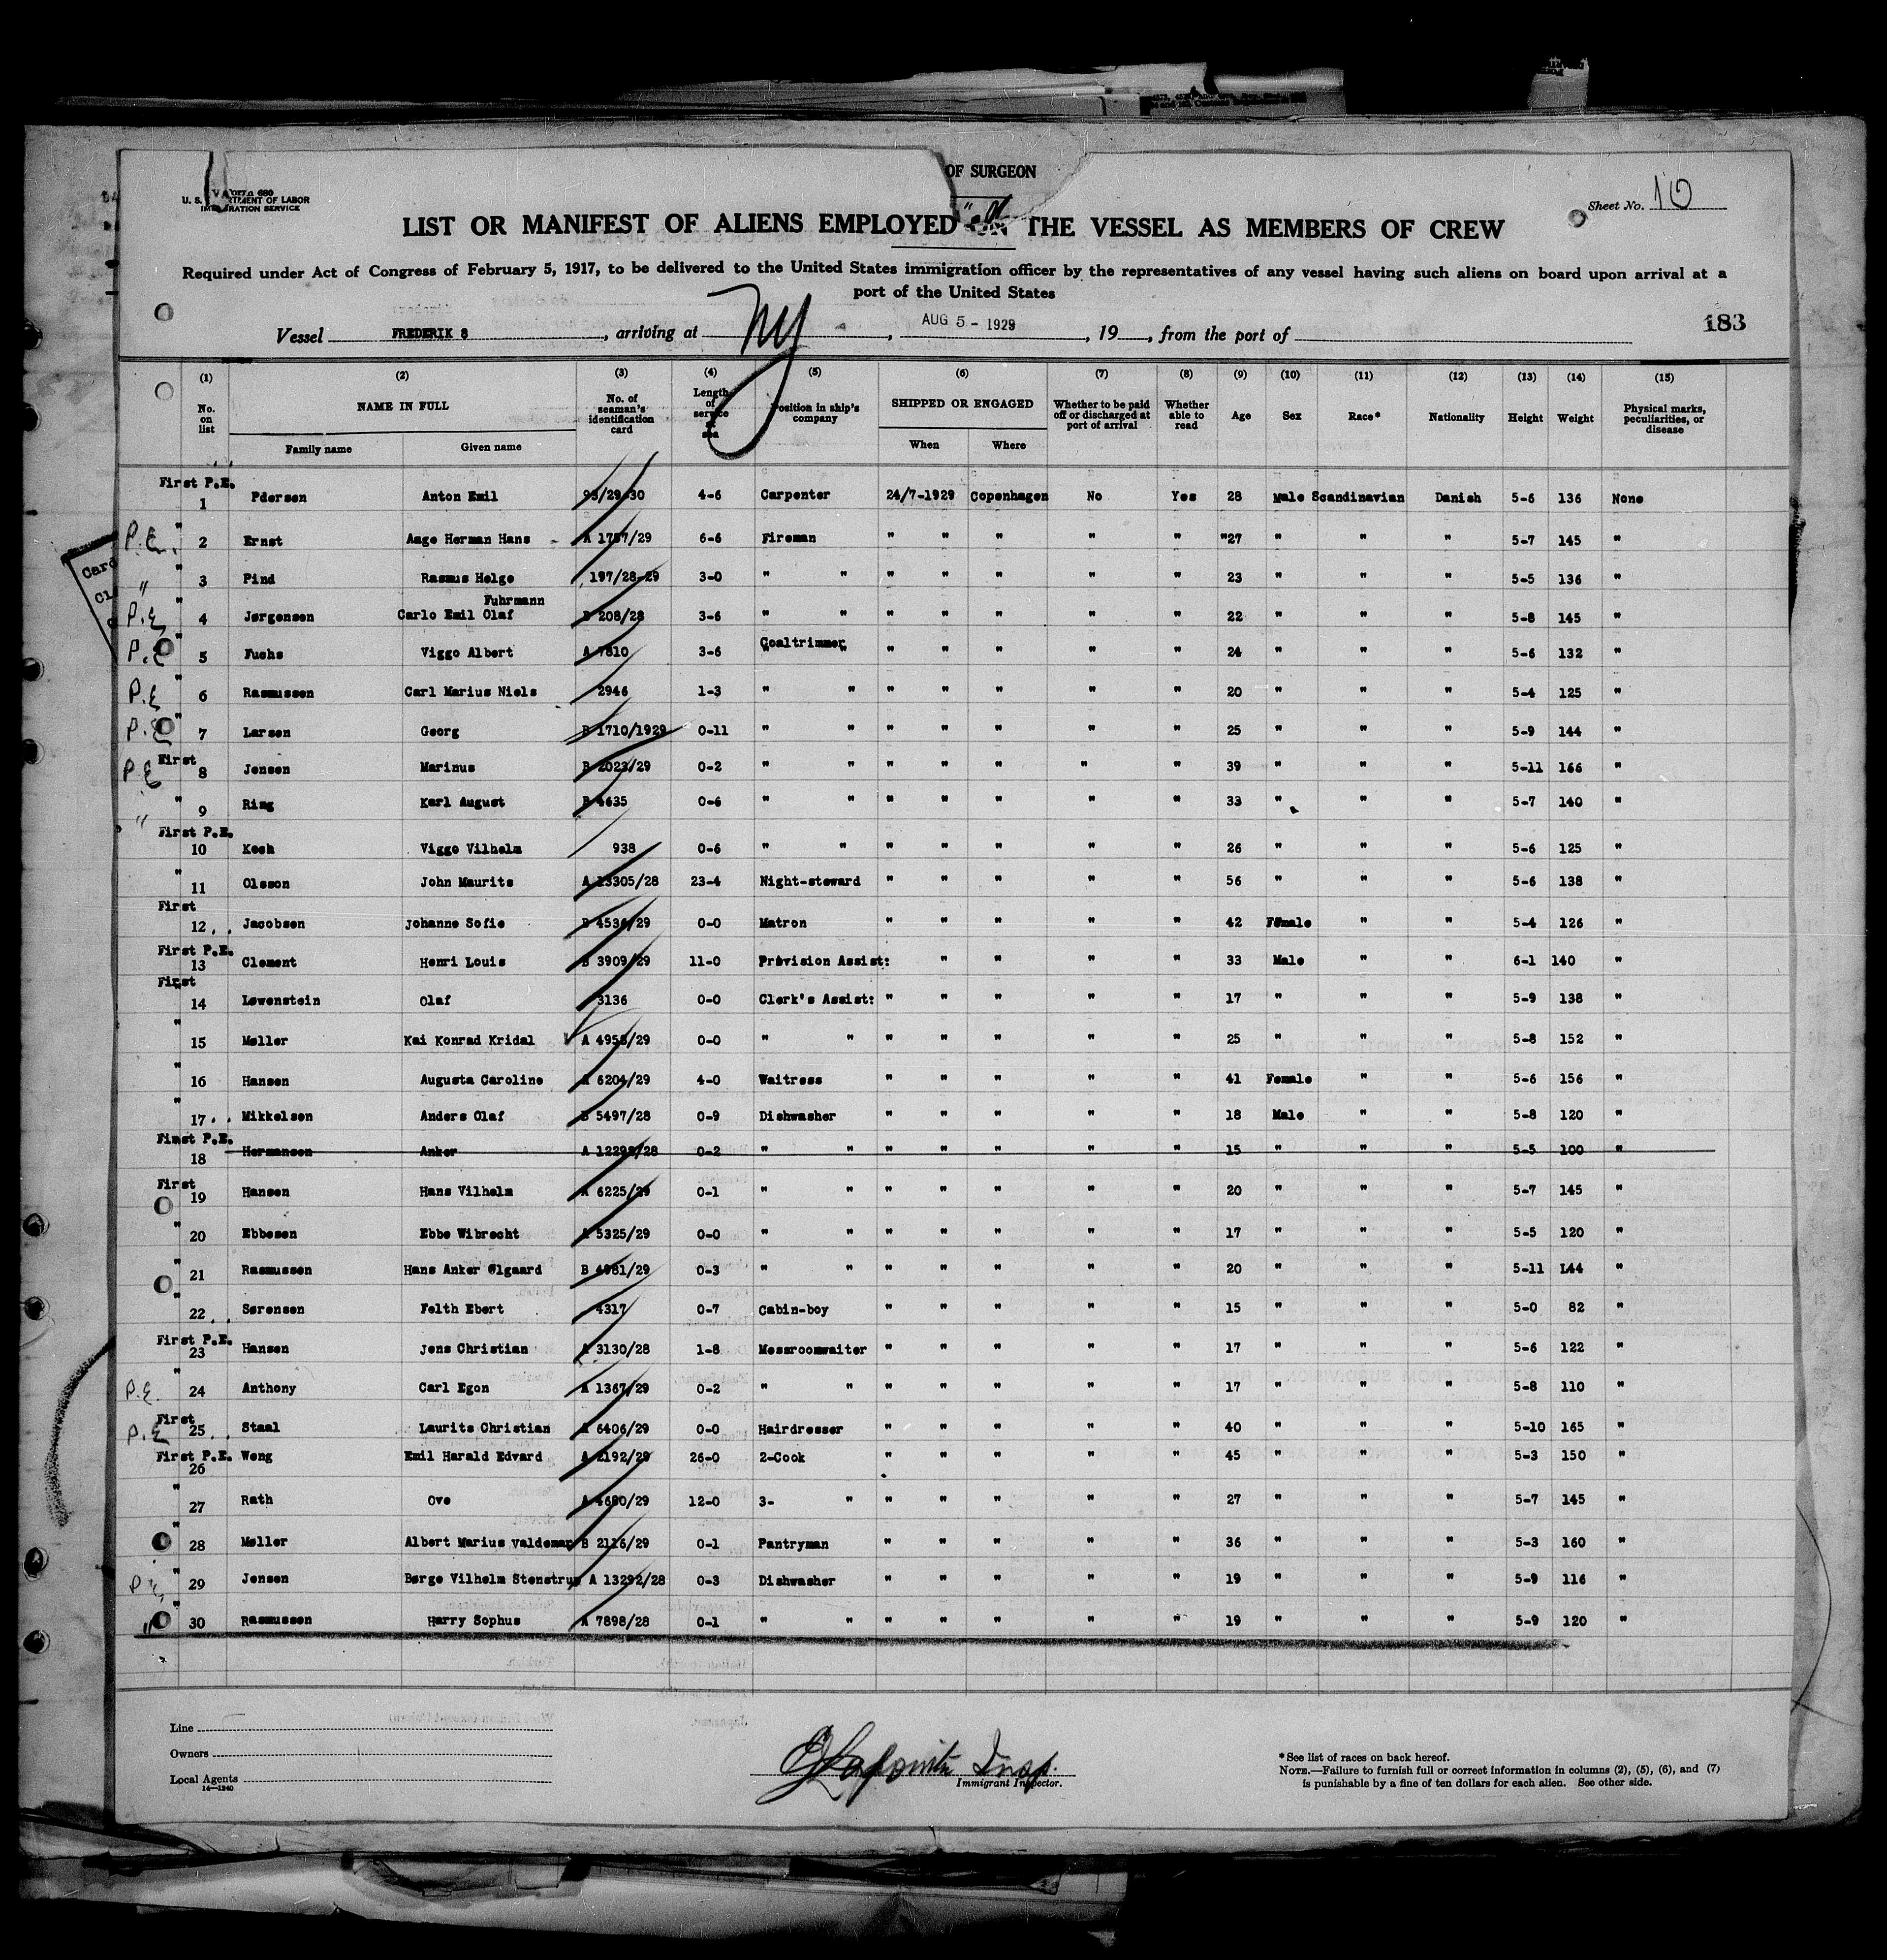 OF SURGEON
U. S. DEPARTMENT OF LABOR
IMMIGRATION SERVICE
Sheet No. 10
LIST OR MANIFEST OF ALIENS EMPLOYED ON THE VESSEL AS MEMBERS OF CREW
Required under Act of Congress of February 5, 1917, to be delivered to the United States immigration officer by the representatives of any vessel having such aliens on board upon arrival at a
port of the United States
183
Vessel FREDERIK 8, arriving at NY, AUG 5 - 1929, 19, from the port of
(1) (2) (3) (4) (5) (6) (7) (8) (9) (10) (11) (12) (13) (14) (15)
No. on list NAME IN FULL Family name Given name No. of seaman's identification card Length of service at sea Position in ship's company SHIPPED OR ENGAGED When Where Whether to be paid off or discharged at port of arrival Whether able to read Age Sex Race* Nationality Height Weight Physical marks, peculiarities, or disease
First P.E. 1 Pdersen Anton Emil 95/29-30 4-6 Carpenter 24/7-1929 Copenhagen No Yes 28 Male Scandinavian Danish 5-6 136 None
P.E. " 2 Ernst Aage Herman Hans A 1757/29 6-6 Fireman " " " " " "27 " " " 5-7 145 "
" " 3 Pind Rasmus Helge 197/28-29 3-0 " " " " " " " 23 " " " 5-5 136 "
Fuhrmann
P.E. " 4 Jørgensen Carlo Emil Olaf B 208/28 3-6 " " " " " " " 22 " " " 5-8 145 "
P.E. " 5 Fuchs Viggo Albert A 7810 3-6 Coaltrimmer " " " " " 24 " " " 5-6 132 "
P.E. " 6 Rasmussen Carl Marius Niels 2946 1-3 " " " " " " " 20 " " " 5-4 125 "
P.E. " 7 Larsen Georg B 1710/1929 0-11 " " " " " " " 25 " " " 5-9 144 "
P.E. First 8 Jensen Marinus B 2023/29 0-2 " " " " " " " 39 " " " 5-11 166 "
" 9 Ring Karl August B 4635 0-6 " " " " " " " 33 " " " 5-7 140 "
" First P.E. 10 Koch Viggo Vilhelm 938 0-6 " " " " " " " 26 " " " 5-6 125 "
" 11 Olsson John Maurits A 13305/28 23-4 Night-steward " " " " " 56 " " " 5-6 138 "
First 12 Jacobsen Johanne Sofie B 4536/29 0-0 Matron " " " " " 42 Female " " 5-4 126 "
First P.E. 13 Clement Henri Louis B 3909/29 11-0 Prévision Assist: " " " " 33 Male " " 6-1 140 "
First 14 Løwenstein Olaf 3136 0-0 Clerk's Assist: " " " " " 17 " " " 5-9 138 "
" 15 Møller Kai Konrad Kridal A 4958/29 0-0 " " " " " " " 25 " " " 5-8 152 "
" 16 Hansen Augusta Caroline A 6204/29 4-0 Waitress " " " " " 41 Female " " 5-6 156 "
" 17 Mikkelsen Anders Olaf B 5497/28 0-9 Dishwasher " " " " " 18 Male " " 5-8 120 "
First P.E. 18 Hermansen Anker A 12298/28 0-2 " " " " " " " 15 " " " 5-5 100 "
First 19 Hansen Hans Vilhelm A 6225/29 0-1 " " " " " " " 20 " " " 5-7 145 "
" 20 Ebbesen Ebbe Wibrecht A 5325/29 0-0 " " " " " " " 17 " " " 5-5 120 "
" 21 Rasmussen Hans Anker Ølgaard B 4981/29 0-3 " " " " " " " 20 " " " 5-11 144 "
" 22 Sørensen Felth Ebert 4317 0-7 Cabin-boy " " " " " 15 " " " 5-0 82 "
First P.E. 23 Hansen Jens Christian A 3130/28 1-8 Messroomwaiter " " " " " 17 " " " 5-6 122 "
P.E. " 24 Anthony Carl Egon A 1367/29 0-2 " " " " " " " 17 " " " 5-8 110 "
P.E. First 25 Staal Laurits Christian A 6406/29 0-0 Hairdresser " " " " " 40 " " " 5-10 165 "
First P.E. 26 Weng Emil Harald Edvard A 2192/29 26-0 2-Cook " " " " " 45 " " " 5-3 150 "
" 27 Rath Ove A 4680/29 12-0 3- " " " " " " 27 " " " 5-7 145 "
" 28 Møller Albert Marius Valdemar B 2116/29 0-1 Pantryman " " " " " 36 " " " 5-3 160 "
P.E. " 29 Jensen Børge Vilhelm Stenstrup A 13292/28 0-3 Dishwasher " " " " " 19 " " " 5-9 116 "
" " 30 Rasmussen Harry Sophus A 7898/28 0-1 " " " " " " " 19 " " " 5-9 120 "
Line
Owners
Local Agents
14—1240
Insp.
Immigrant Inspector.
*See list of races on back hereof.
NOTE.—Failure to furnish full or correct information in columns (2), (5), (6), and (7)
is punishable by a fine of ten dollars for each alien. See other side.